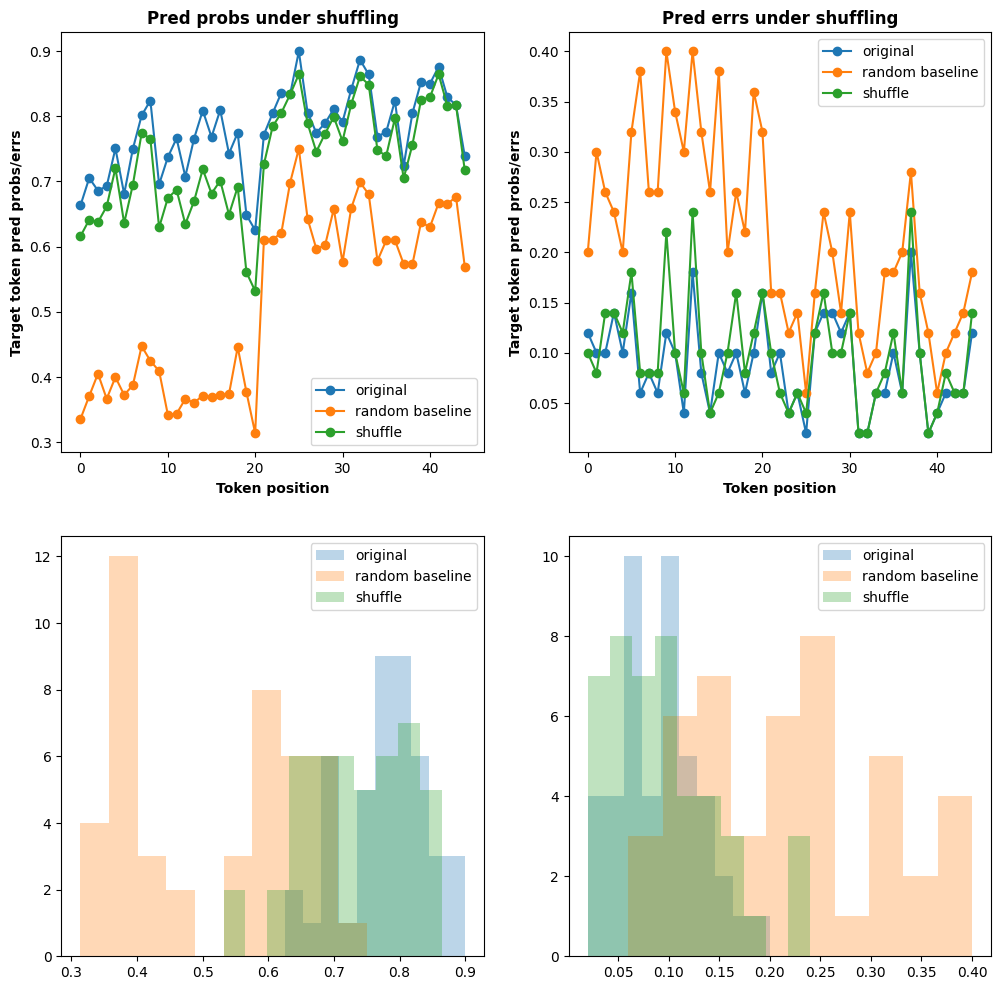 Pred probs under shuffling
Target token pred probs/errs
0.9
0.8
0.7
0.6
0.5
0.4
0.3
original
random baseline
shuffle
0 10 20 30 40
Token position
Pred errs under shuffling
Target token pred probs/errs
0.40
0.35
0.30
0.25
0.20
0.15
0.10
0.05
original
random baseline
shuffle
0 10 20 30 40
Token position
12
10
8
6
4
2
0
original
random baseline
shuffle
0.3 0.4 0.5 0.6 0.7 0.8 0.9
10
8
6
4
2
0
original
random baseline
shuffle
0.05 0.10 0.15 0.20 0.25 0.30 0.35 0.40